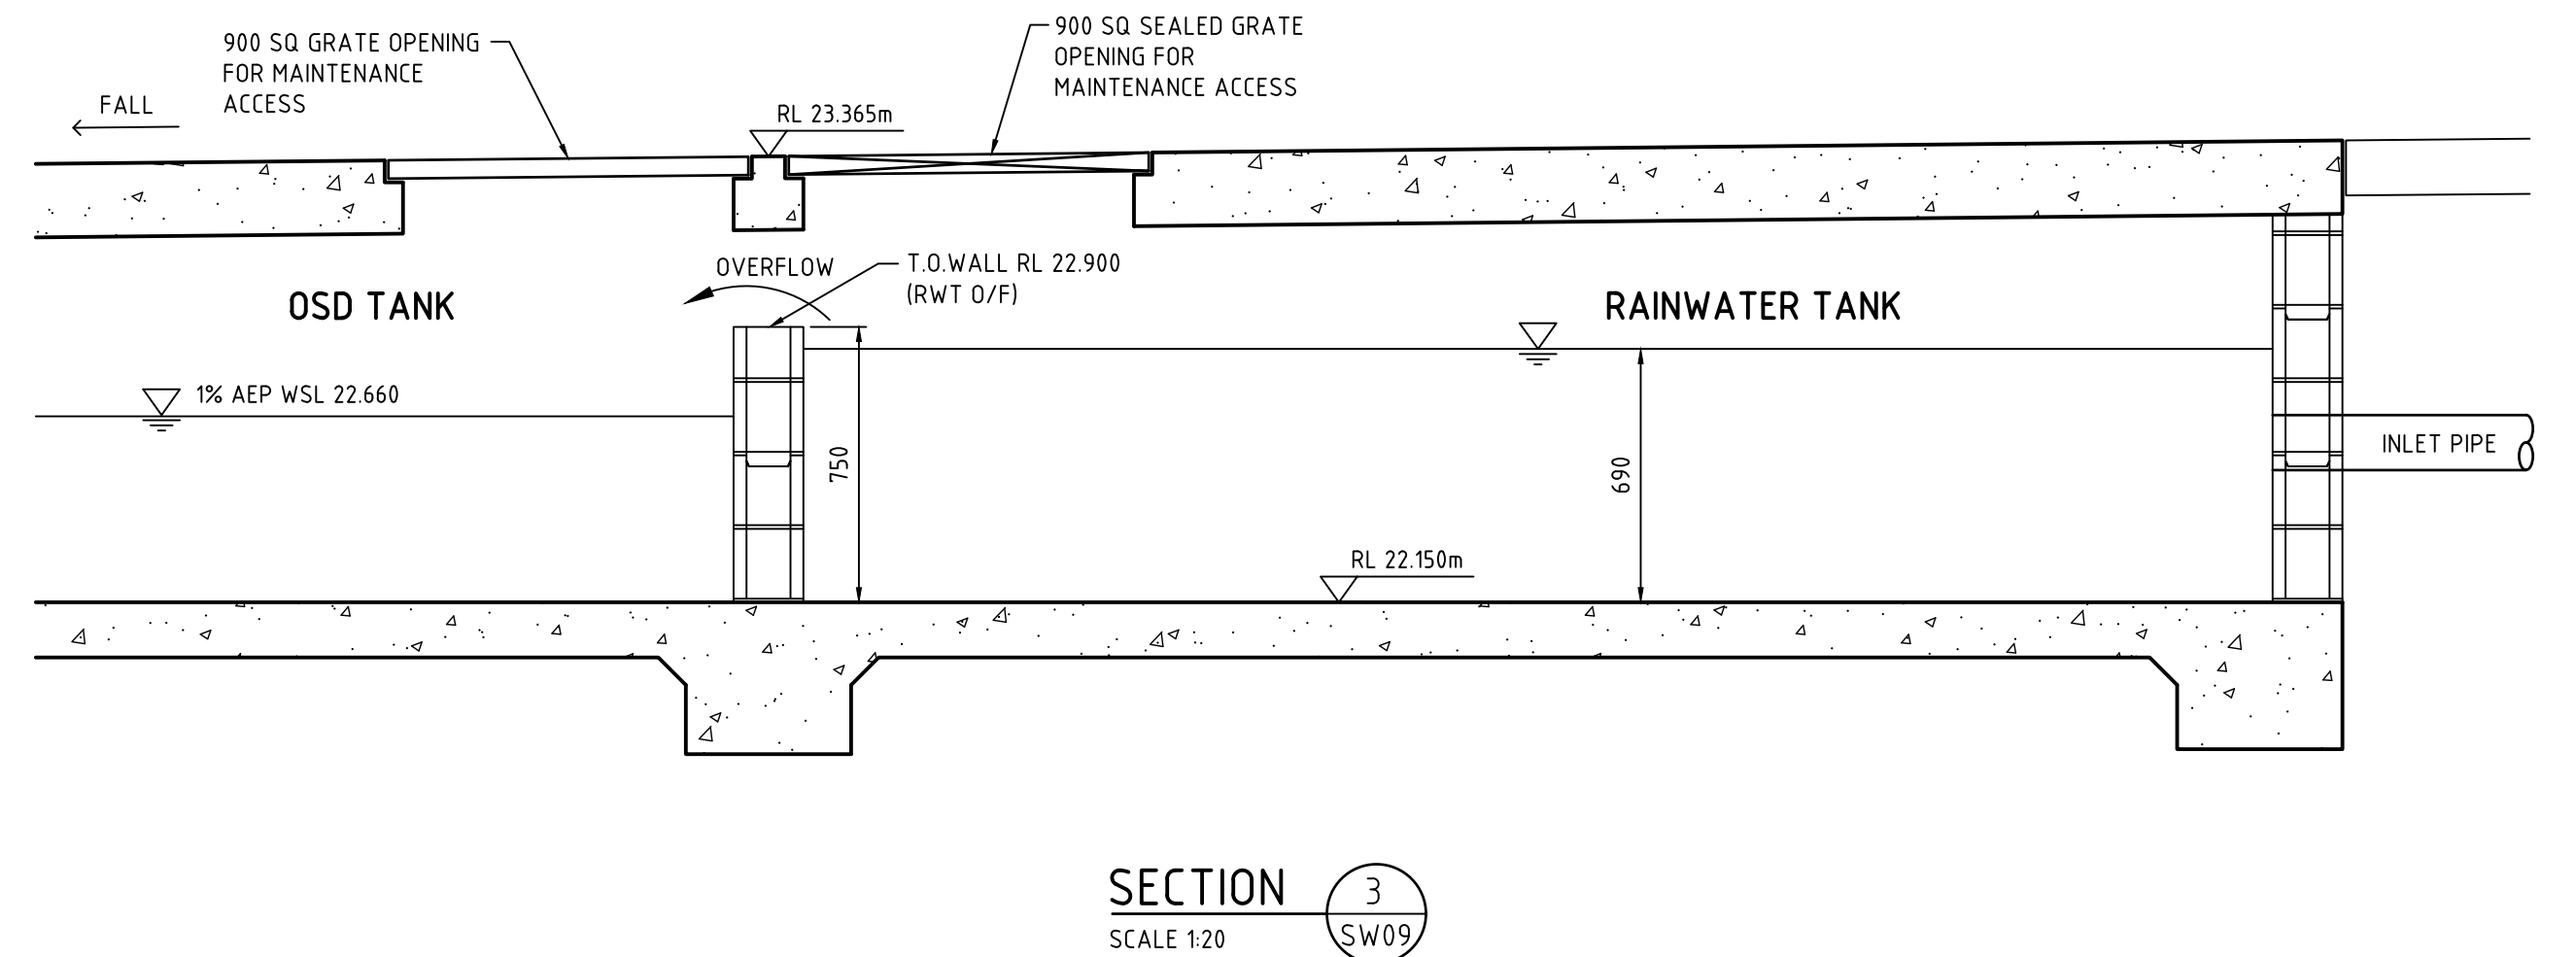 900 SQ GRATE OPENING
FOR MAINTENANCE
ACCESS
900 SQ SEALED GRATE
OPENING FOR
MAINTENANCE ACCESS
FALL
RL 23.365m
OVERFLOW
T.O.WALL RL 22.900
(RWT O/F)
OSD TANK
RAINWATER TANK
1% AEP WSL 22.660
750
690
INLET PIPE
RL 22.150m
SECTION
3
SCALE 1:20
SW09